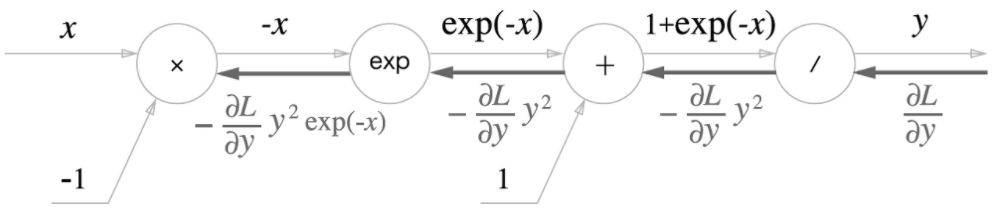 x
-x
exp(-x)
1+exp(-x)
y
×
exp
+
/
- ∂L/∂y y² exp(-x)
- ∂L/∂y y²
- ∂L/∂y y²
∂L/∂y
-1
1